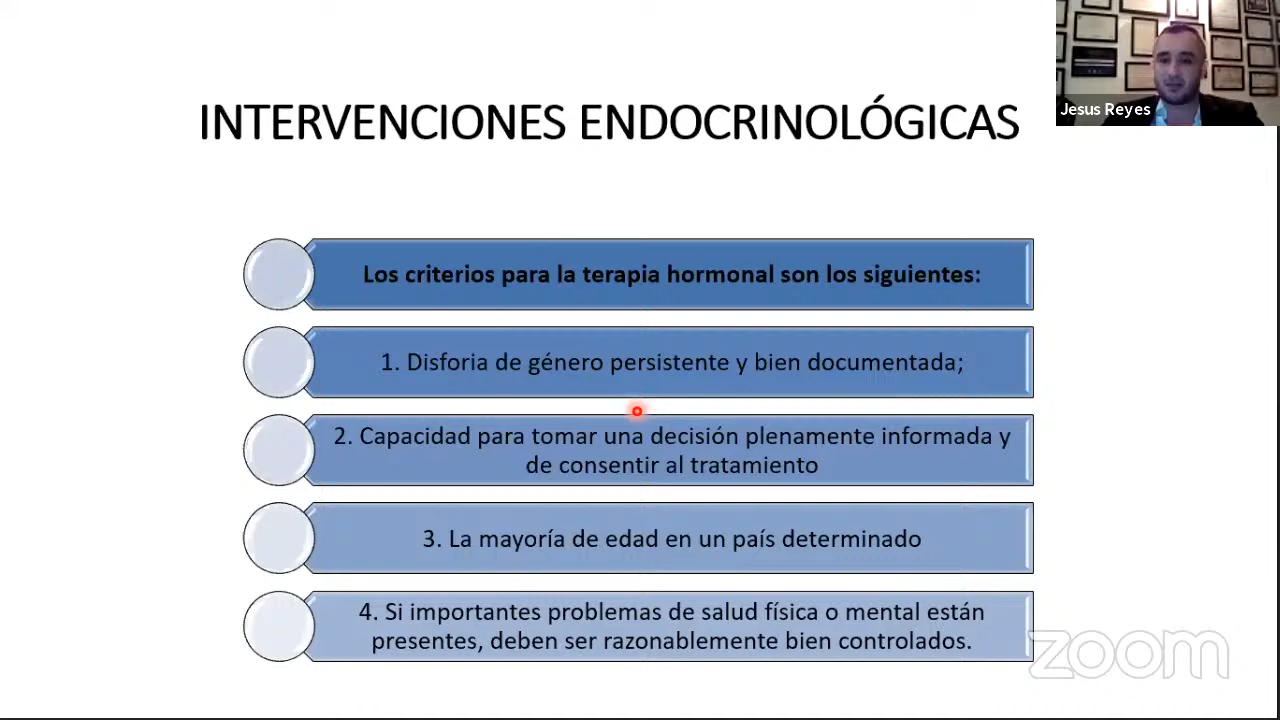 Jesus Reyes
INTERVENCIONES ENDOCRINOLÓGICAS
Los criterios para la terapia hormonal son los siguientes:
1. Disforia de género persistente y bien documentada;
2. Capacidad para tomar una decisión plenamente informada y
de consentir al tratamiento
3. La mayoría de edad en un país determinado
4. Si importantes problemas de salud física o mental están
presentes, deben ser razonablemente bien controlados.
zoom